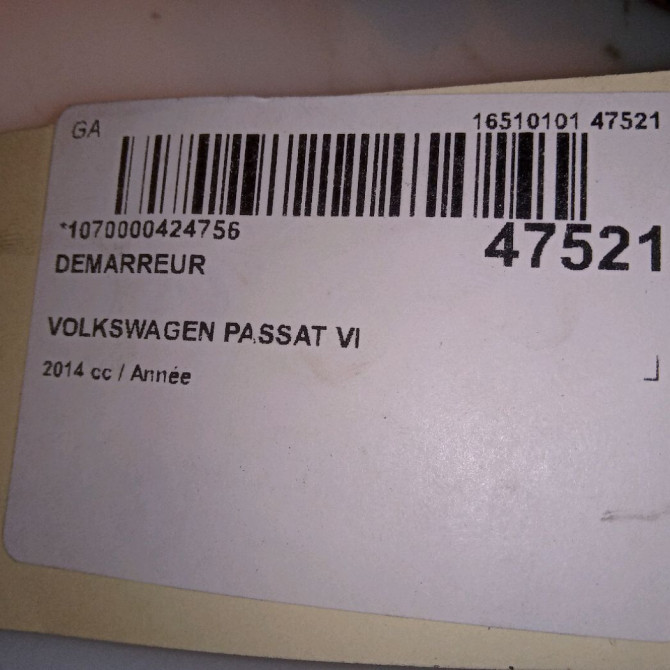 GA
16510101 47521
*1070000424756
47521
DEMARREUR
VOLKSWAGEN PASSAT VI
2014 cc / Année